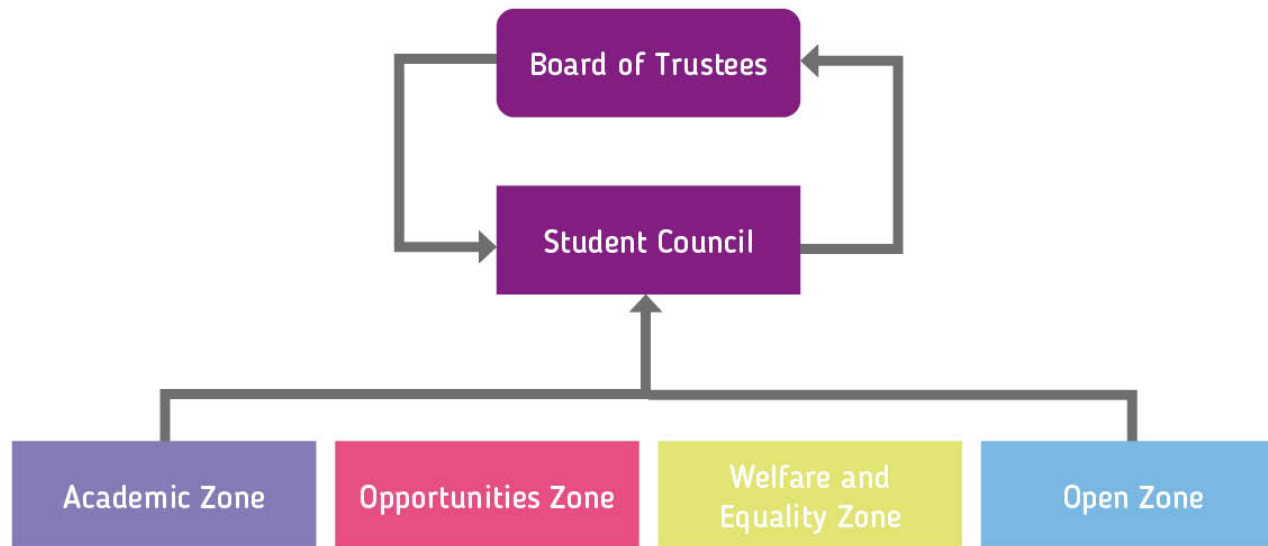 Board of Trustees
Student Council
Academic Zone
Opportunities Zone
Welfare and
Equality Zone
Open Zone